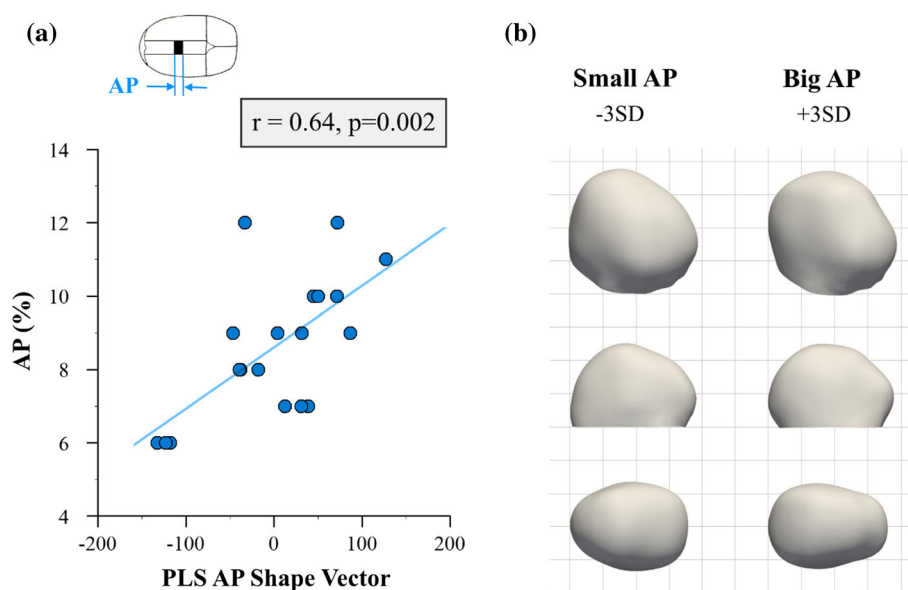 (a)
AP
r = 0.64, p=0.002
14
12
10
8
6
4
AP (%)
-200
-100
0
100
200
PLS AP Shape Vector
(b)
Small AP
-3SD
Big AP
+3SD